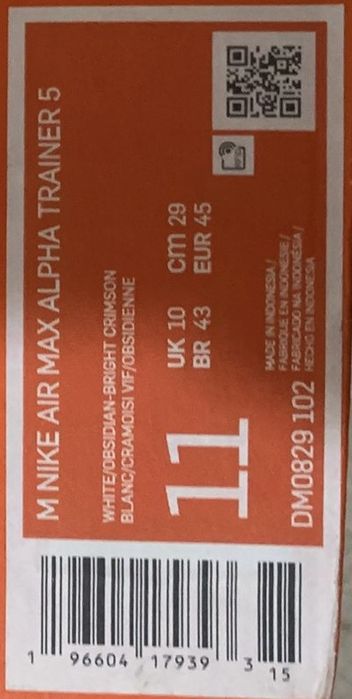 M NIKE AIR MAX ALPHA TRAINER 5
WHITE/OBSIDIAN-BRIGHT CRIMSON
BLANC/CRAMOISI VIF/OBSIDIENNE
11
UK 10 cm 29
BR 43 EUR 45
MADE IN INDONESIA /
FABRIQUÉ EN INDONÉSIE /
FABRICADO NA INDONÉSIA /
HECHO EN INDONESIA
DM0829 102
1 96604 17939 3
15